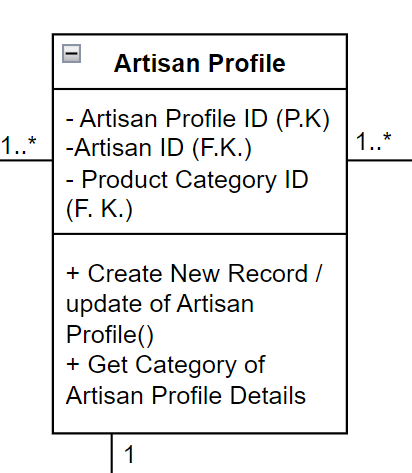 Artisan Profile
- Artisan Profile ID (P.K)
-Artisan ID (F.K.)
- Product Category ID
(F. K.)
1..*
1..*
+ Create New Record /
update of Artisan
Profile()
+ Get Category of
Artisan Profile Details
1